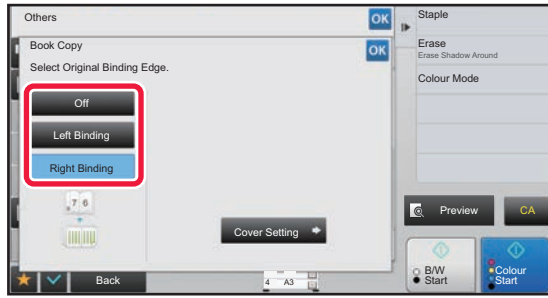 Others
OK
Book Copy
OK
Select Original Binding Edge.
Off
Left Binding
Right Binding
7 6
Cover Setting
Back
4 A3
Staple
Erase
Erase Shadow Around
Colour Mode
Preview
CA
B/W
Start
Colour
Start